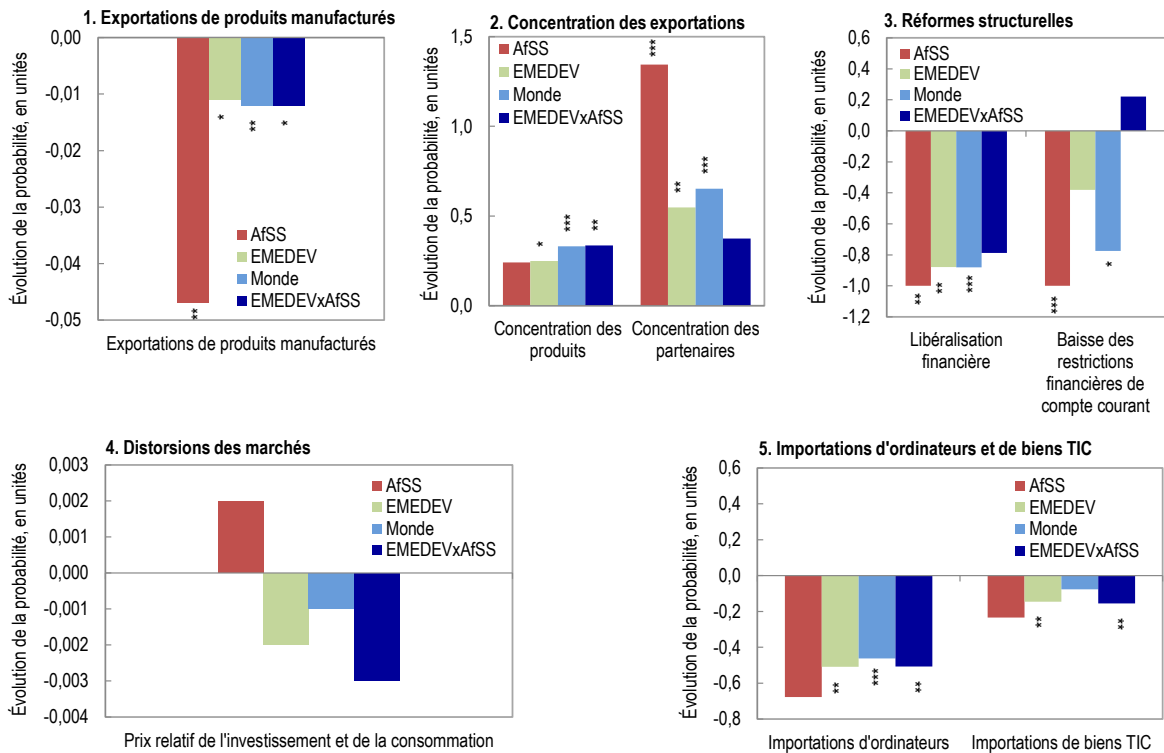 1. Exportations de produits manufacturés
0,00
-0,01
-0,02
-0,03
-0,04
-0,05
Évolution de la probabilité, en unités
*
**
*
**
AfSS
EMEDEV
Monde
EMEDEVxAfSS
Exportations de produits manufacturés
2. Concentration des exportations
1,5
1,0
0,5
0,0
Évolution de la probabilité, en unités
AfSS
EMEDEV
Monde
EMEDEVxAfSS
*
***
**
***
**
***
Concentration des
produits
Concentration des
partenaires
3. Réformes structurelles
0,6
0,4
0,2
0,0
-0,2
-0,4
-0,6
-0,8
-1,0
-1,2
Évolution de la probabilité, en unités
AfSS
EMEDEV
Monde
EMEDEVxAfSS
**
**
***
***
*
Libéralisation
financière
Baisse des
restrictions
financières de
compte courant
4. Distorsions des marchés
0,003
0,002
0,001
0,000
-0,001
-0,002
-0,003
-0,004
Évolution de la probabilité, en unités
AfSS
EMEDEV
Monde
EMEDEVxAfSS
Prix relatif de l'investissement et de la consommation
5. Importations d'ordinateurs et de biens TIC
0,6
0,4
0,2
0,0
-0,2
-0,4
-0,6
-0,8
Évolution de la probabilité, en unités
AfSS
EMEDEV
Monde
EMEDEVxAfSS
**
***
**
**
**
Importations d'ordinateurs
Importations de biens TIC